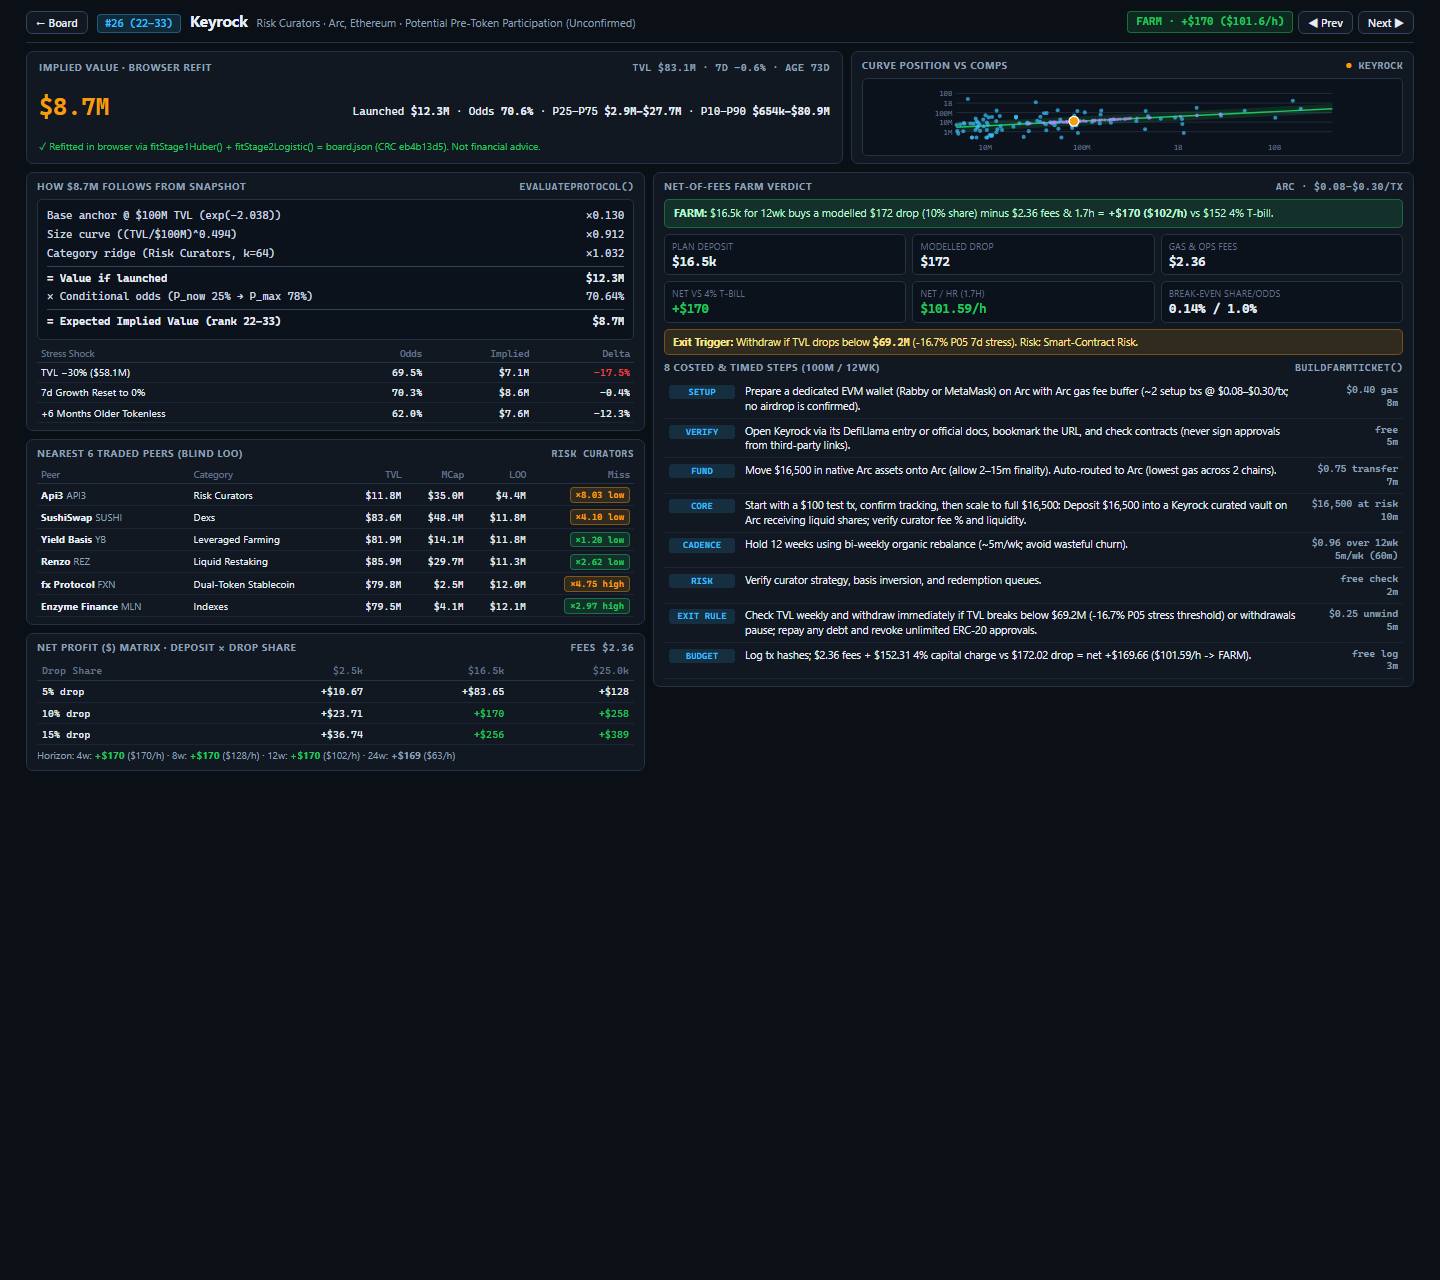 ← Board
#26 (22–33)
Keyrock
Risk Curators · Arc, Ethereum · Potential Pre-Token Participation (Unconfirmed)
FARM · +$170 ($101.6/h)
◀ Prev
Next ▶
IMPLIED VALUE · BROWSER REFIT
TVL $83.1M · 7D −0.6% · AGE 73D
$8.7M
Launched $12.3M · Odds 70.6% · P25–P75 $2.9M–$27.7M · P10–P90 $654k–$80.9M
✓ Refitted in browser via fitStage1Huber() + fitStage2Logistic() = board.json (CRC eb4b13d5). Not financial advice.
CURVE POSITION VS COMPS
● KEYROCK
10B
1B
100M
10M
1M
10M 100M 1B 10B
HOW $8.7M FOLLOWS FROM SNAPSHOT
EVALUATEPROTOCOL()
Base anchor @ $100M TVL (exp(−2.038)) ×0.130
Size curve ((TVL/$100M)^0.494) ×0.912
Category ridge (Risk Curators, k=64) ×1.032
= Value if launched $12.3M
× Conditional odds (P_now 25% → P_max 78%) 70.64%
= Expected Implied Value (rank 22–33) $8.7M
Stress Shock Odds Implied Delta
TVL −30% ($58.1M) 69.5% $7.1M −17.5%
7d Growth Reset to 0% 70.3% $8.6M −0.4%
+6 Months Older Tokenless 62.0% $7.6M −12.3%
NEAREST 6 TRADED PEERS (BLIND LOO)
RISK CURATORS
Peer Category TVL MCap LOO Miss
Api3 API3 Risk Curators $11.8M $35.0M $4.4M ×8.03 low
SushiSwap SUSHI Dexs $83.6M $48.4M $11.8M ×4.10 low
Yield Basis YB Leveraged Farming $81.9M $14.1M $11.8M ×1.20 low
Renzo REZ Liquid Restaking $85.9M $29.7M $11.3M ×2.62 low
fx Protocol FXN Dual-Token Stablecoin $79.8M $2.5M $12.0M ×4.75 high
Enzyme Finance MLN Indexes $79.5M $4.1M $12.1M ×2.97 high
NET PROFIT ($) MATRIX · DEPOSIT × DROP SHARE
FEES $2.36
Drop Share $2.5k $16.5k $25.0k
5% drop +$10.67 +$83.65 +$128
10% drop +$23.71 +$170 +$258
15% drop +$36.74 +$256 +$389
Horizon: 4w: +$170 ($170/h) · 8w: +$170 ($128/h) · 12w: +$170 ($102/h) · 24w: +$169 ($63/h)
NET-OF-FEES FARM VERDICT
ARC · $0.08–$0.30/TX
FARM: $16.5k for 12wk buys a modelled $172 drop (10% share) minus $2.36 fees & 1.7h = +$170 ($102/h) vs $152 4% T-bill.
PLAN DEPOSIT
$16.5k
MODELLED DROP
$172
GAS & OPS FEES
$2.36
NET VS 4% T-BILL
+$170
NET / HR (1.7H)
$101.59/h
BREAK-EVEN SHARE/ODDS
0.14% / 1.0%
Exit Trigger: Withdraw if TVL drops below $69.2M (-16.7% P05 7d stress). Risk: Smart-Contract Risk.
8 COSTED & TIMED STEPS (100M / 12WK)
BUILDFARMTICKET()
SETUP
Prepare a dedicated EVM wallet (Rabby or MetaMask) on Arc with Arc gas fee buffer (~2 setup txs @ $0.08–$0.30/tx;
no airdrop is confirmed).
$0.40 gas
8m
VERIFY
Open Keyrock via its DefiLlama entry or official docs, bookmark the URL, and check contracts (never sign approvals
from third-party links).
free
5m
FUND
Move $16,500 in native Arc assets onto Arc (allow 2–15m finality). Auto-routed to Arc (lowest gas across 2 chains).
$0.75 transfer
7m
CORE
Start with a $100 test tx, confirm tracking, then scale to full $16,500: Deposit $16,500 into a Keyrock curated vault on
Arc receiving liquid shares; verify curator fee % and liquidity.
$16,500 at risk
10m
CADENCE
Hold 12 weeks using bi-weekly organic rebalance (~5m/wk; avoid wasteful churn).
$0.96 over 12wk
5m/wk (60m)
RISK
Verify curator strategy, basis inversion, and redemption queues.
free check
2m
EXIT RULE
Check TVL weekly and withdraw immediately if TVL breaks below $69.2M (-16.7% P05 stress threshold) or withdrawals
pause; repay any debt and revoke unlimited ERC-20 approvals.
$0.25 unwind
5m
BUDGET
Log tx hashes; $2.36 fees + $152.31 4% capital charge vs $172.02 drop = net +$169.66 ($101.59/h -> FARM).
free log
3m